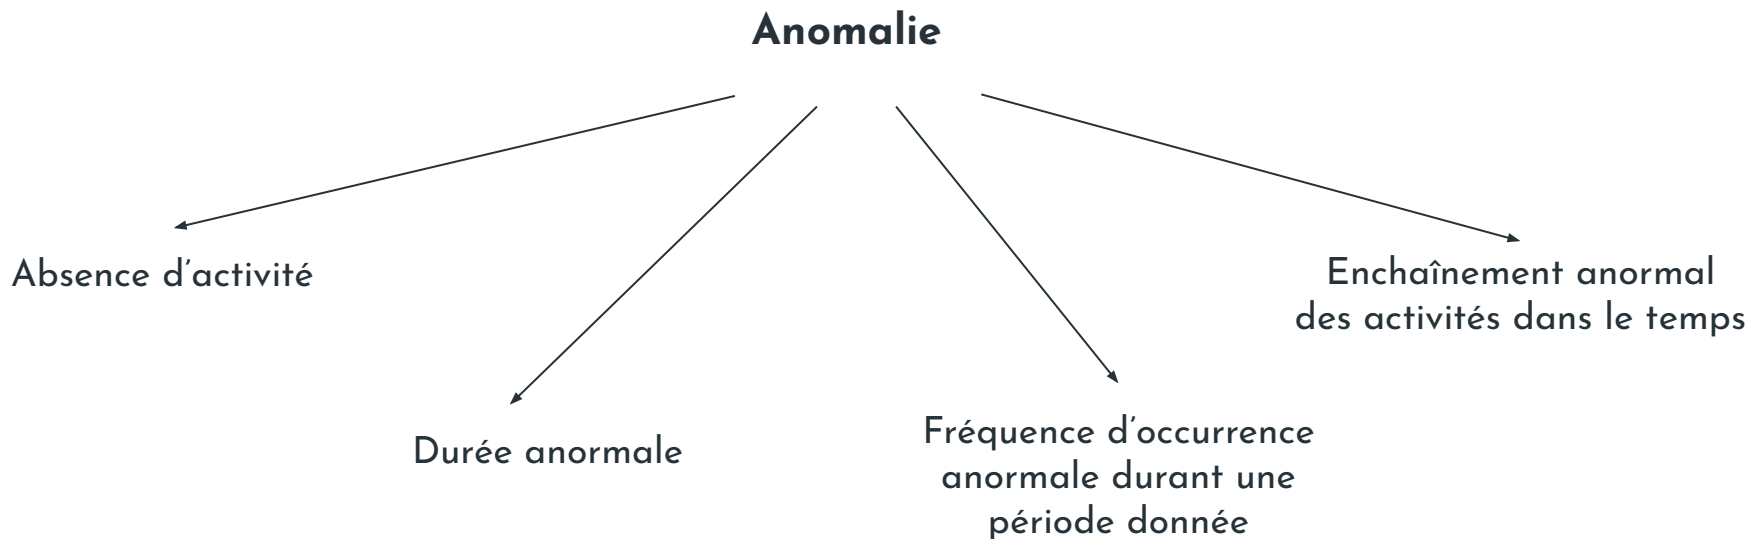 Anomalie
Absence d’activité
Durée anormale
Fréquence d’occurrence
anormale durant une
période donnée
Enchaînement anormal
des activités dans le temps